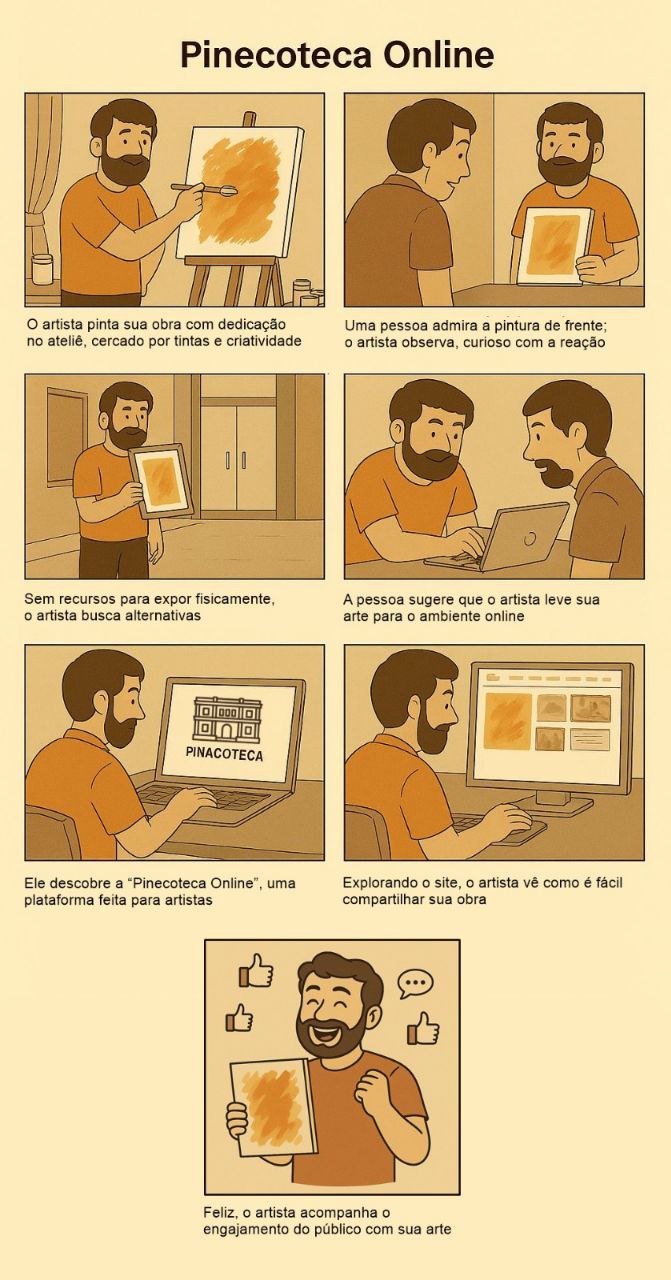 Pinecoteca Online
O artista pinta sua obra com dedicação
no ateliê, cercado por tintas e criatividade
Uma pessoa admira a pintura de frente;
o artista observa, curioso com a reação
Sem recursos para expor fisicamente,
o artista busca alternativas
A pessoa sugere que o artista leve sua
arte para o ambiente online
PINACOTECA
Ele descobre a “Pinecoteca Online”, uma
plataforma feita para artistas
Explorando o site, o artista vê como é fácil
compartilhar sua obra
Feliz, o artista acompanha o
engajamento do público com sua arte